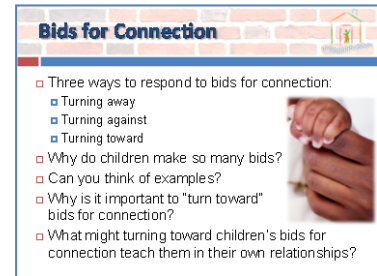 Bids for Connection
Three ways to respond to bids for connection:
Turning away
Turning against
Turning toward
Why do children make so many bids?
Can you think of examples?
Why is it important to "turn toward"
bids for connection?
What might turning toward children's bids for
connection teach them in their own relationships?